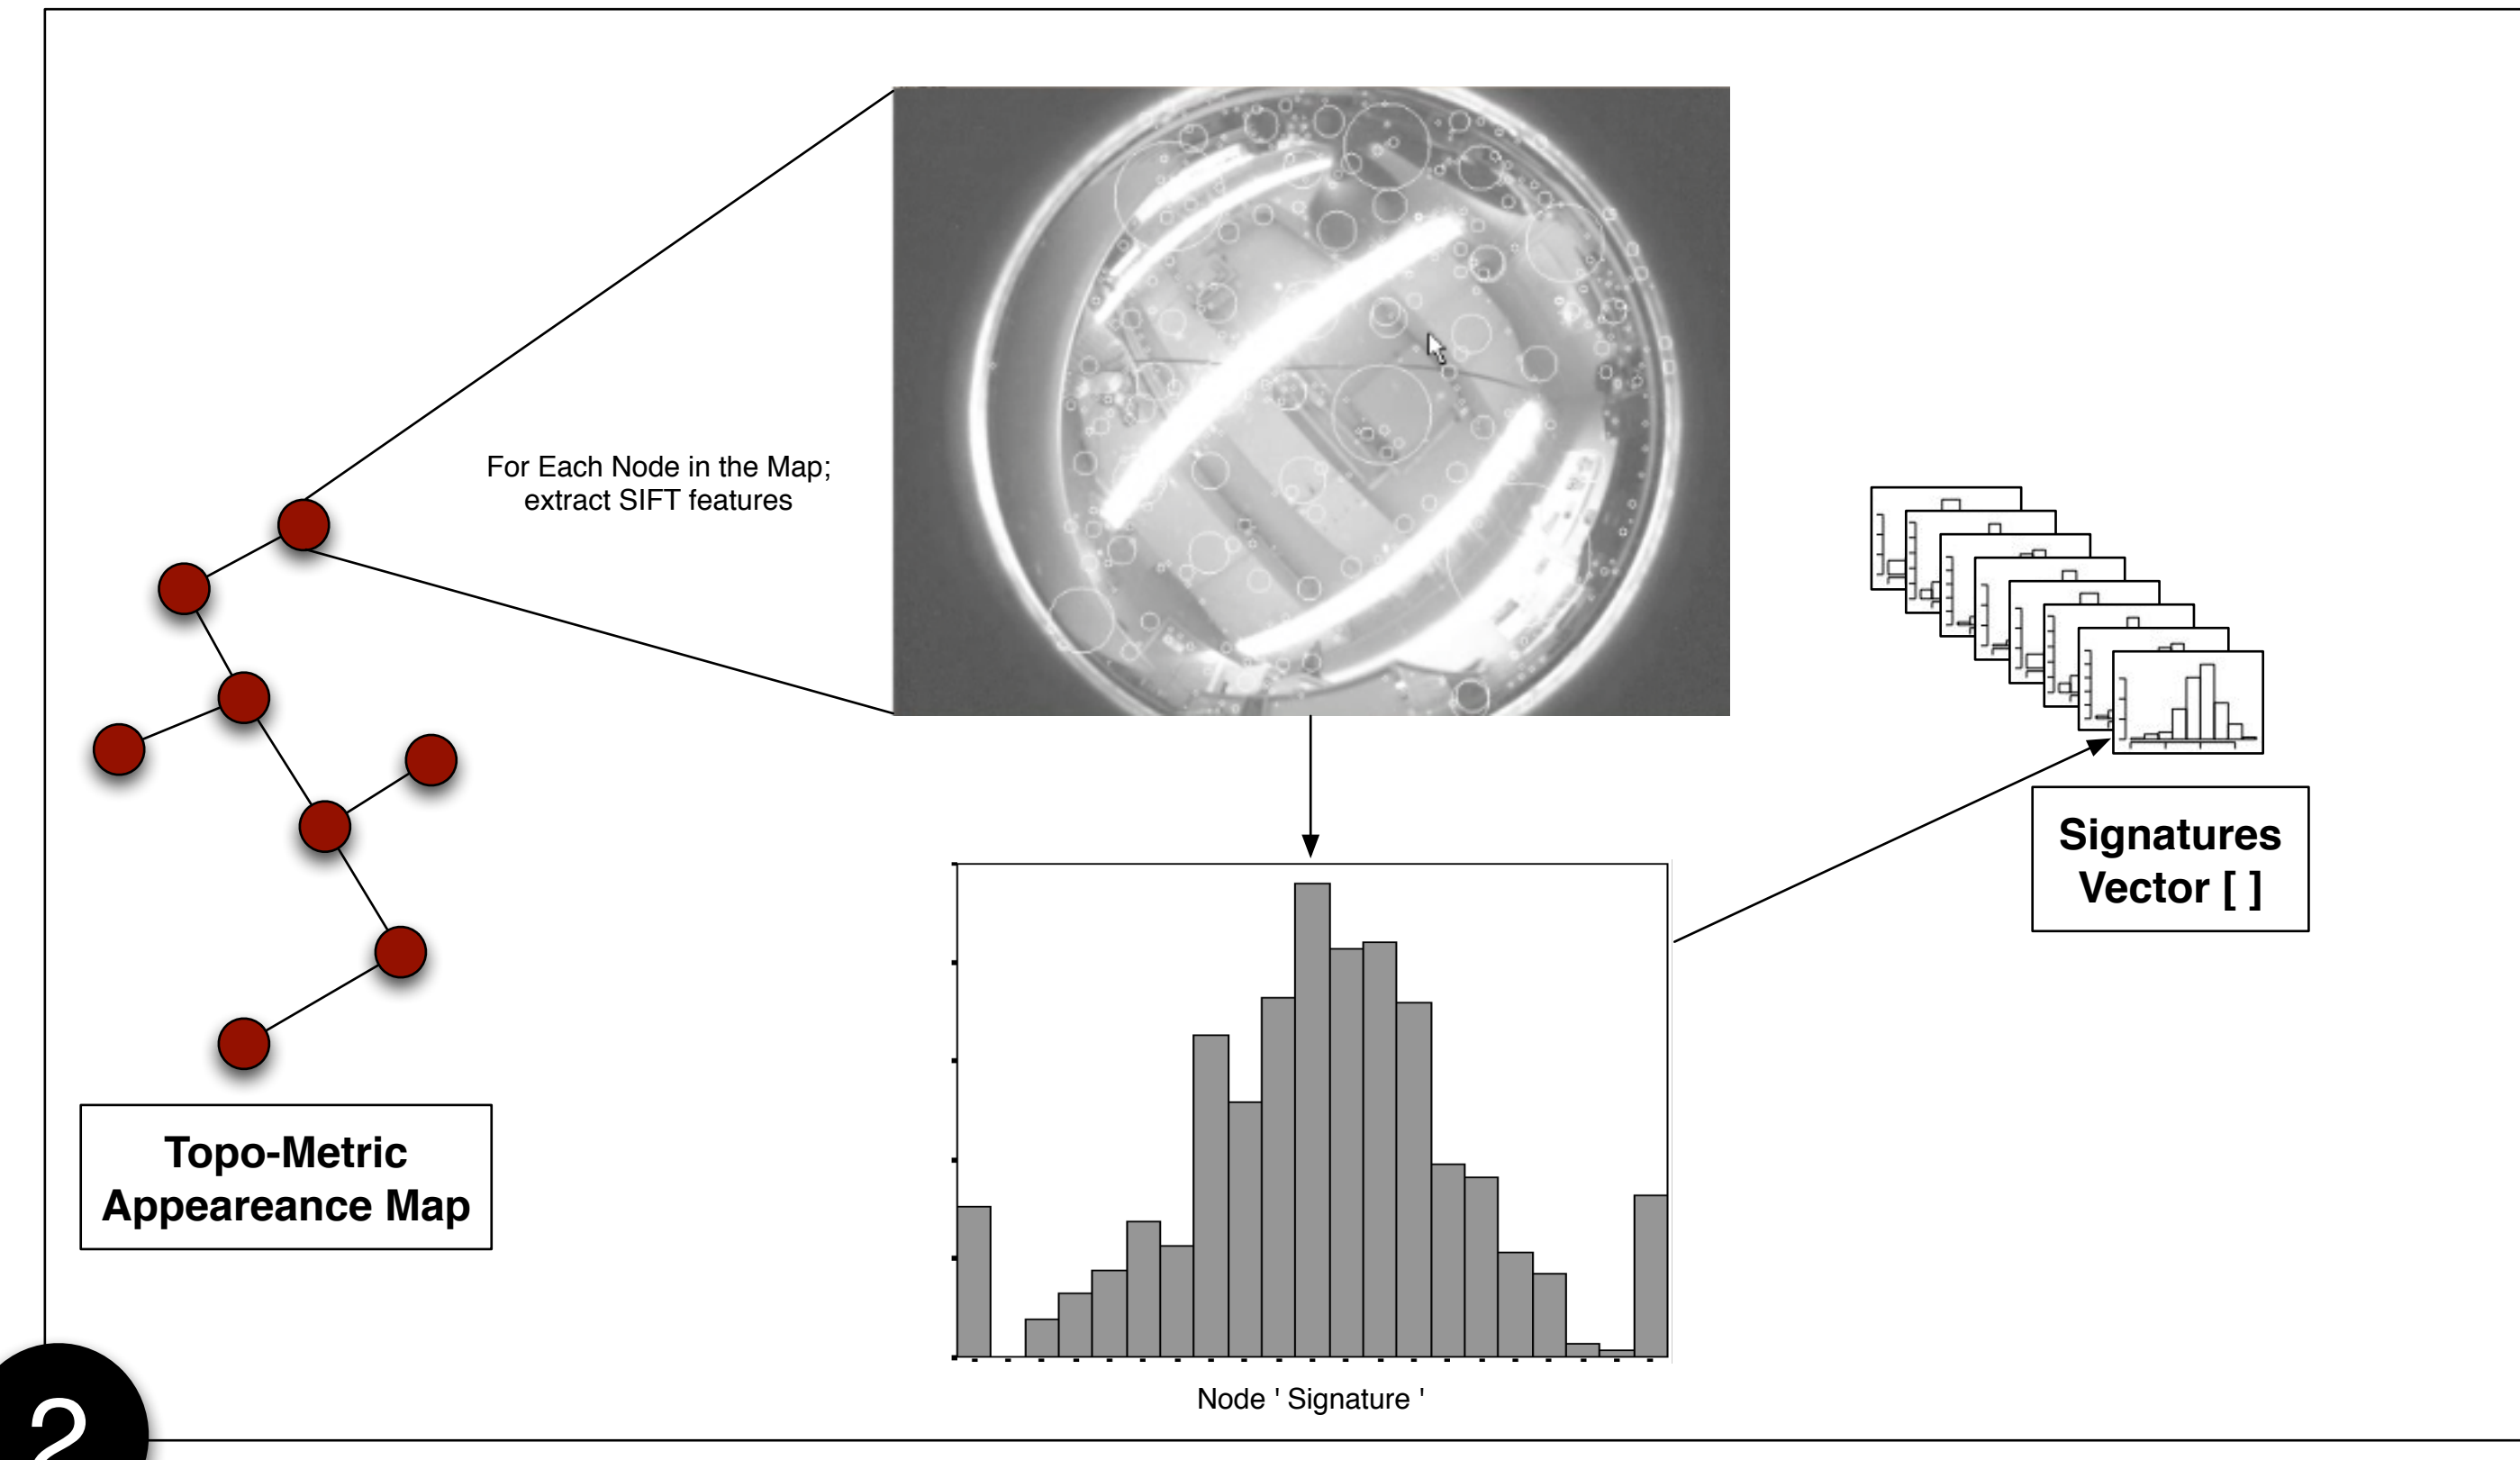 For Each Node in the Map;
extract SIFT features
Signatures
Vector [ ]
Topo-Metric
Appeareance Map
Node ' Signature '
2